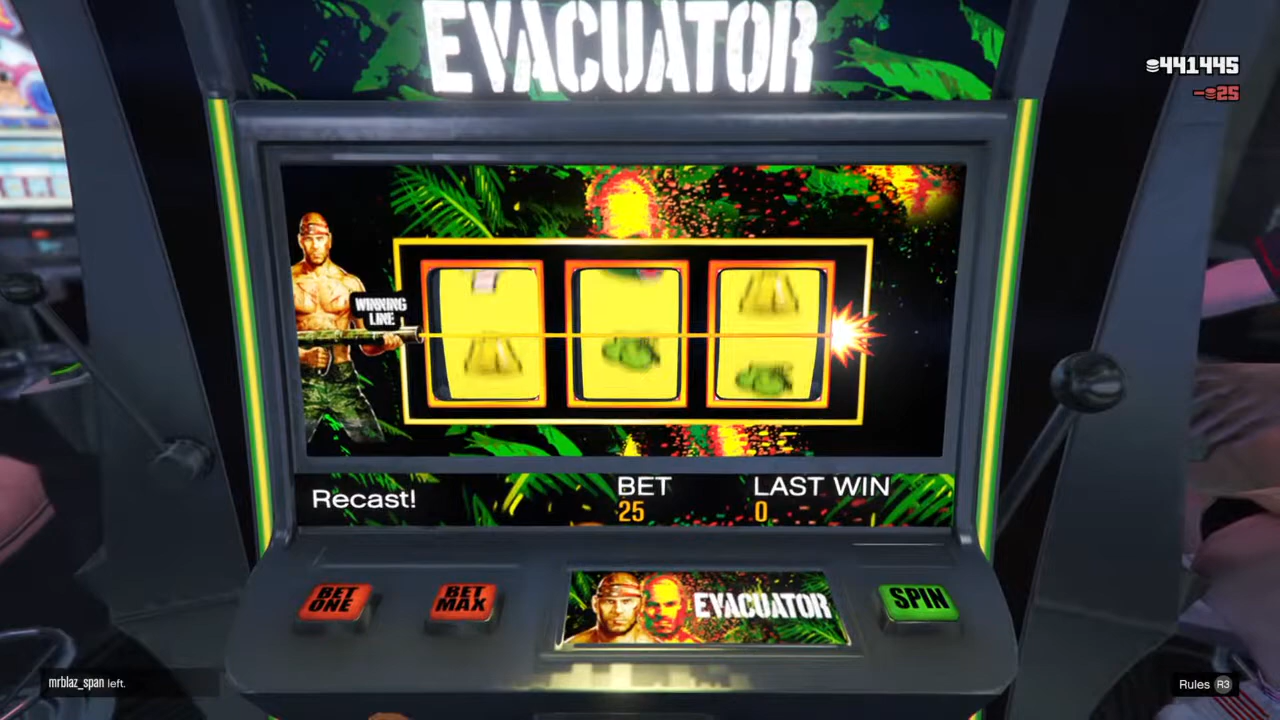 EVACUATOR
441445
-25
WINNING
LINE
Recast!
BET
25
LAST WIN
0
BET
ONE
BET
MAX
EVACUATOR
SPIN
mrblaz_span left.
Rules R3